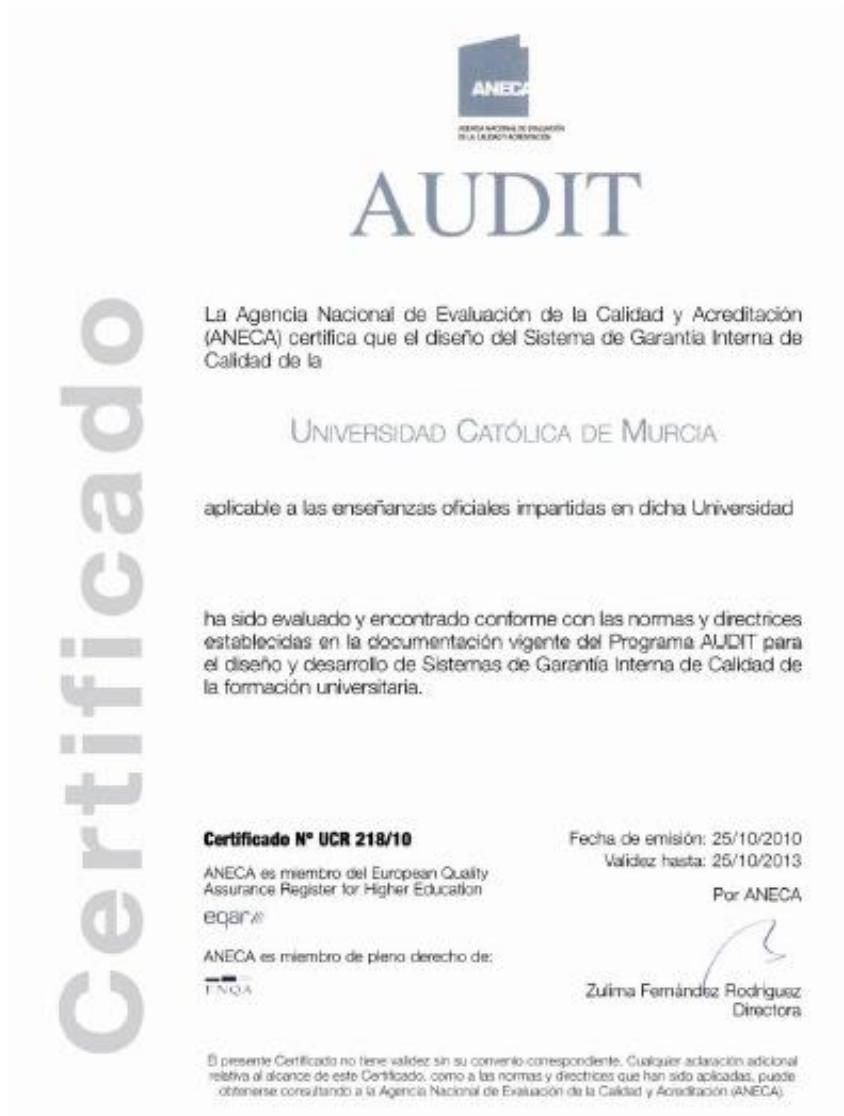 ANECA
AGENCIA NACIONAL DE EVALUACIÓN
DE LA CALIDAD Y ACREDITACIÓN
AUDIT
Certificado
La Agencia Nacional de Evaluación de la Calidad y Acreditación
(ANECA) certifica que el diseño del Sistema de Garantía Interna de
Calidad de la
UNIVERSIDAD CATÓLICA DE MURCIA
aplicable a las enseñanzas oficiales impartidas en dicha Universidad
ha sido evaluado y encontrado conforme con las normas y directrices
establecidas en la documentación vigente del Programa AUDIT para
el diseño y desarrollo de Sistemas de Garantía Interna de Calidad de
la formación universitaria.
Certificado Nº UCR 218/10
Fecha de emisión: 25/10/2010
Validez hasta: 25/10/2013
ANECA es miembro del European Quality
Assurance Register for Higher Education
Por ANECA
eqar
ANECA es miembro de pleno derecho de:
ENQA
Zulima Fernández Rodríguez
Directora
El presente Certificado no tiene validez sin su convenio correspondiente. Cualquier aclaración adicional
relativa al alcance de este Certificado, como a las normas y directrices que han sido aplicadas, puede
obtenerse consultando a la Agencia Nacional de Evaluación de la Calidad y Acreditación (ANECA).